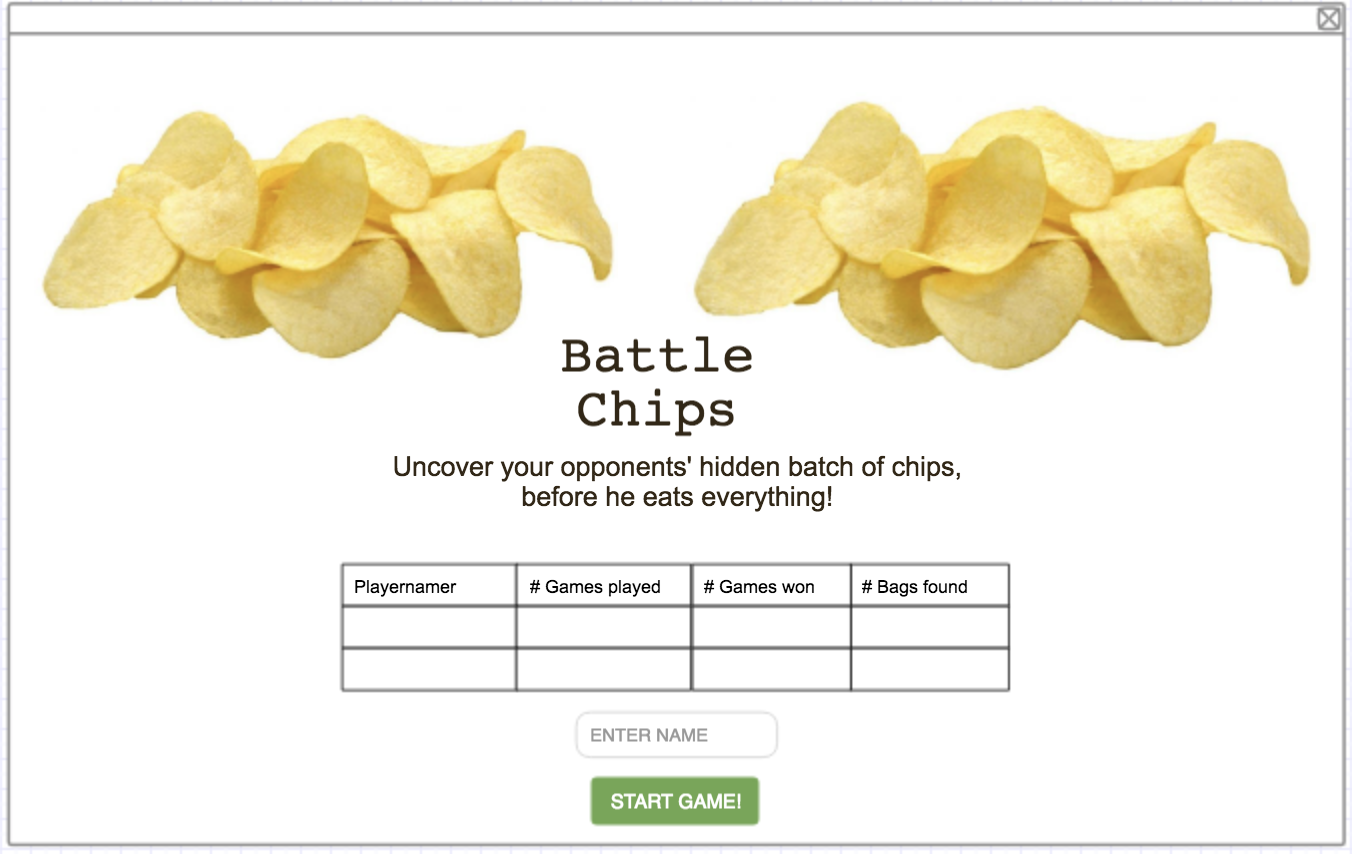 Battle
Chips
Uncover your opponents' hidden batch of chips,
before he eats everything!
Playernamer # Games played # Games won # Bags found
ENTER NAME
START GAME!